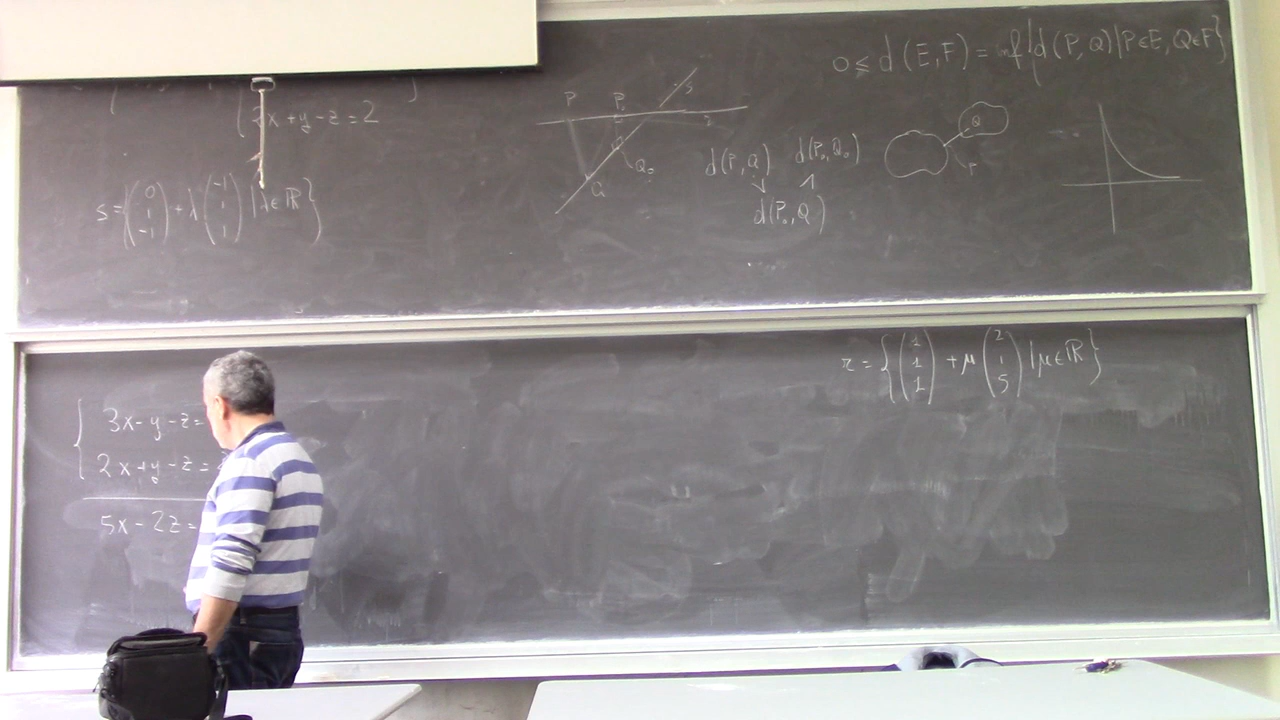 0 ≤ d (E, F) = inf {d(P, Q) | P ∈ E, Q ∈ F}
x + y - z = 2
s = {(0 1 -1) + λ (-1 1 1) | λ ∈ ℝ}
P P₀ s
Q₀
Q
d(P, Q) d(P₀, Q₀)
d(P₀, Q)
Q
P
r = {(1 1 1) + μ (2 1 5) | μ ∈ ℝ}
3x - y - z =
2x + y - z =
5x - 2z =